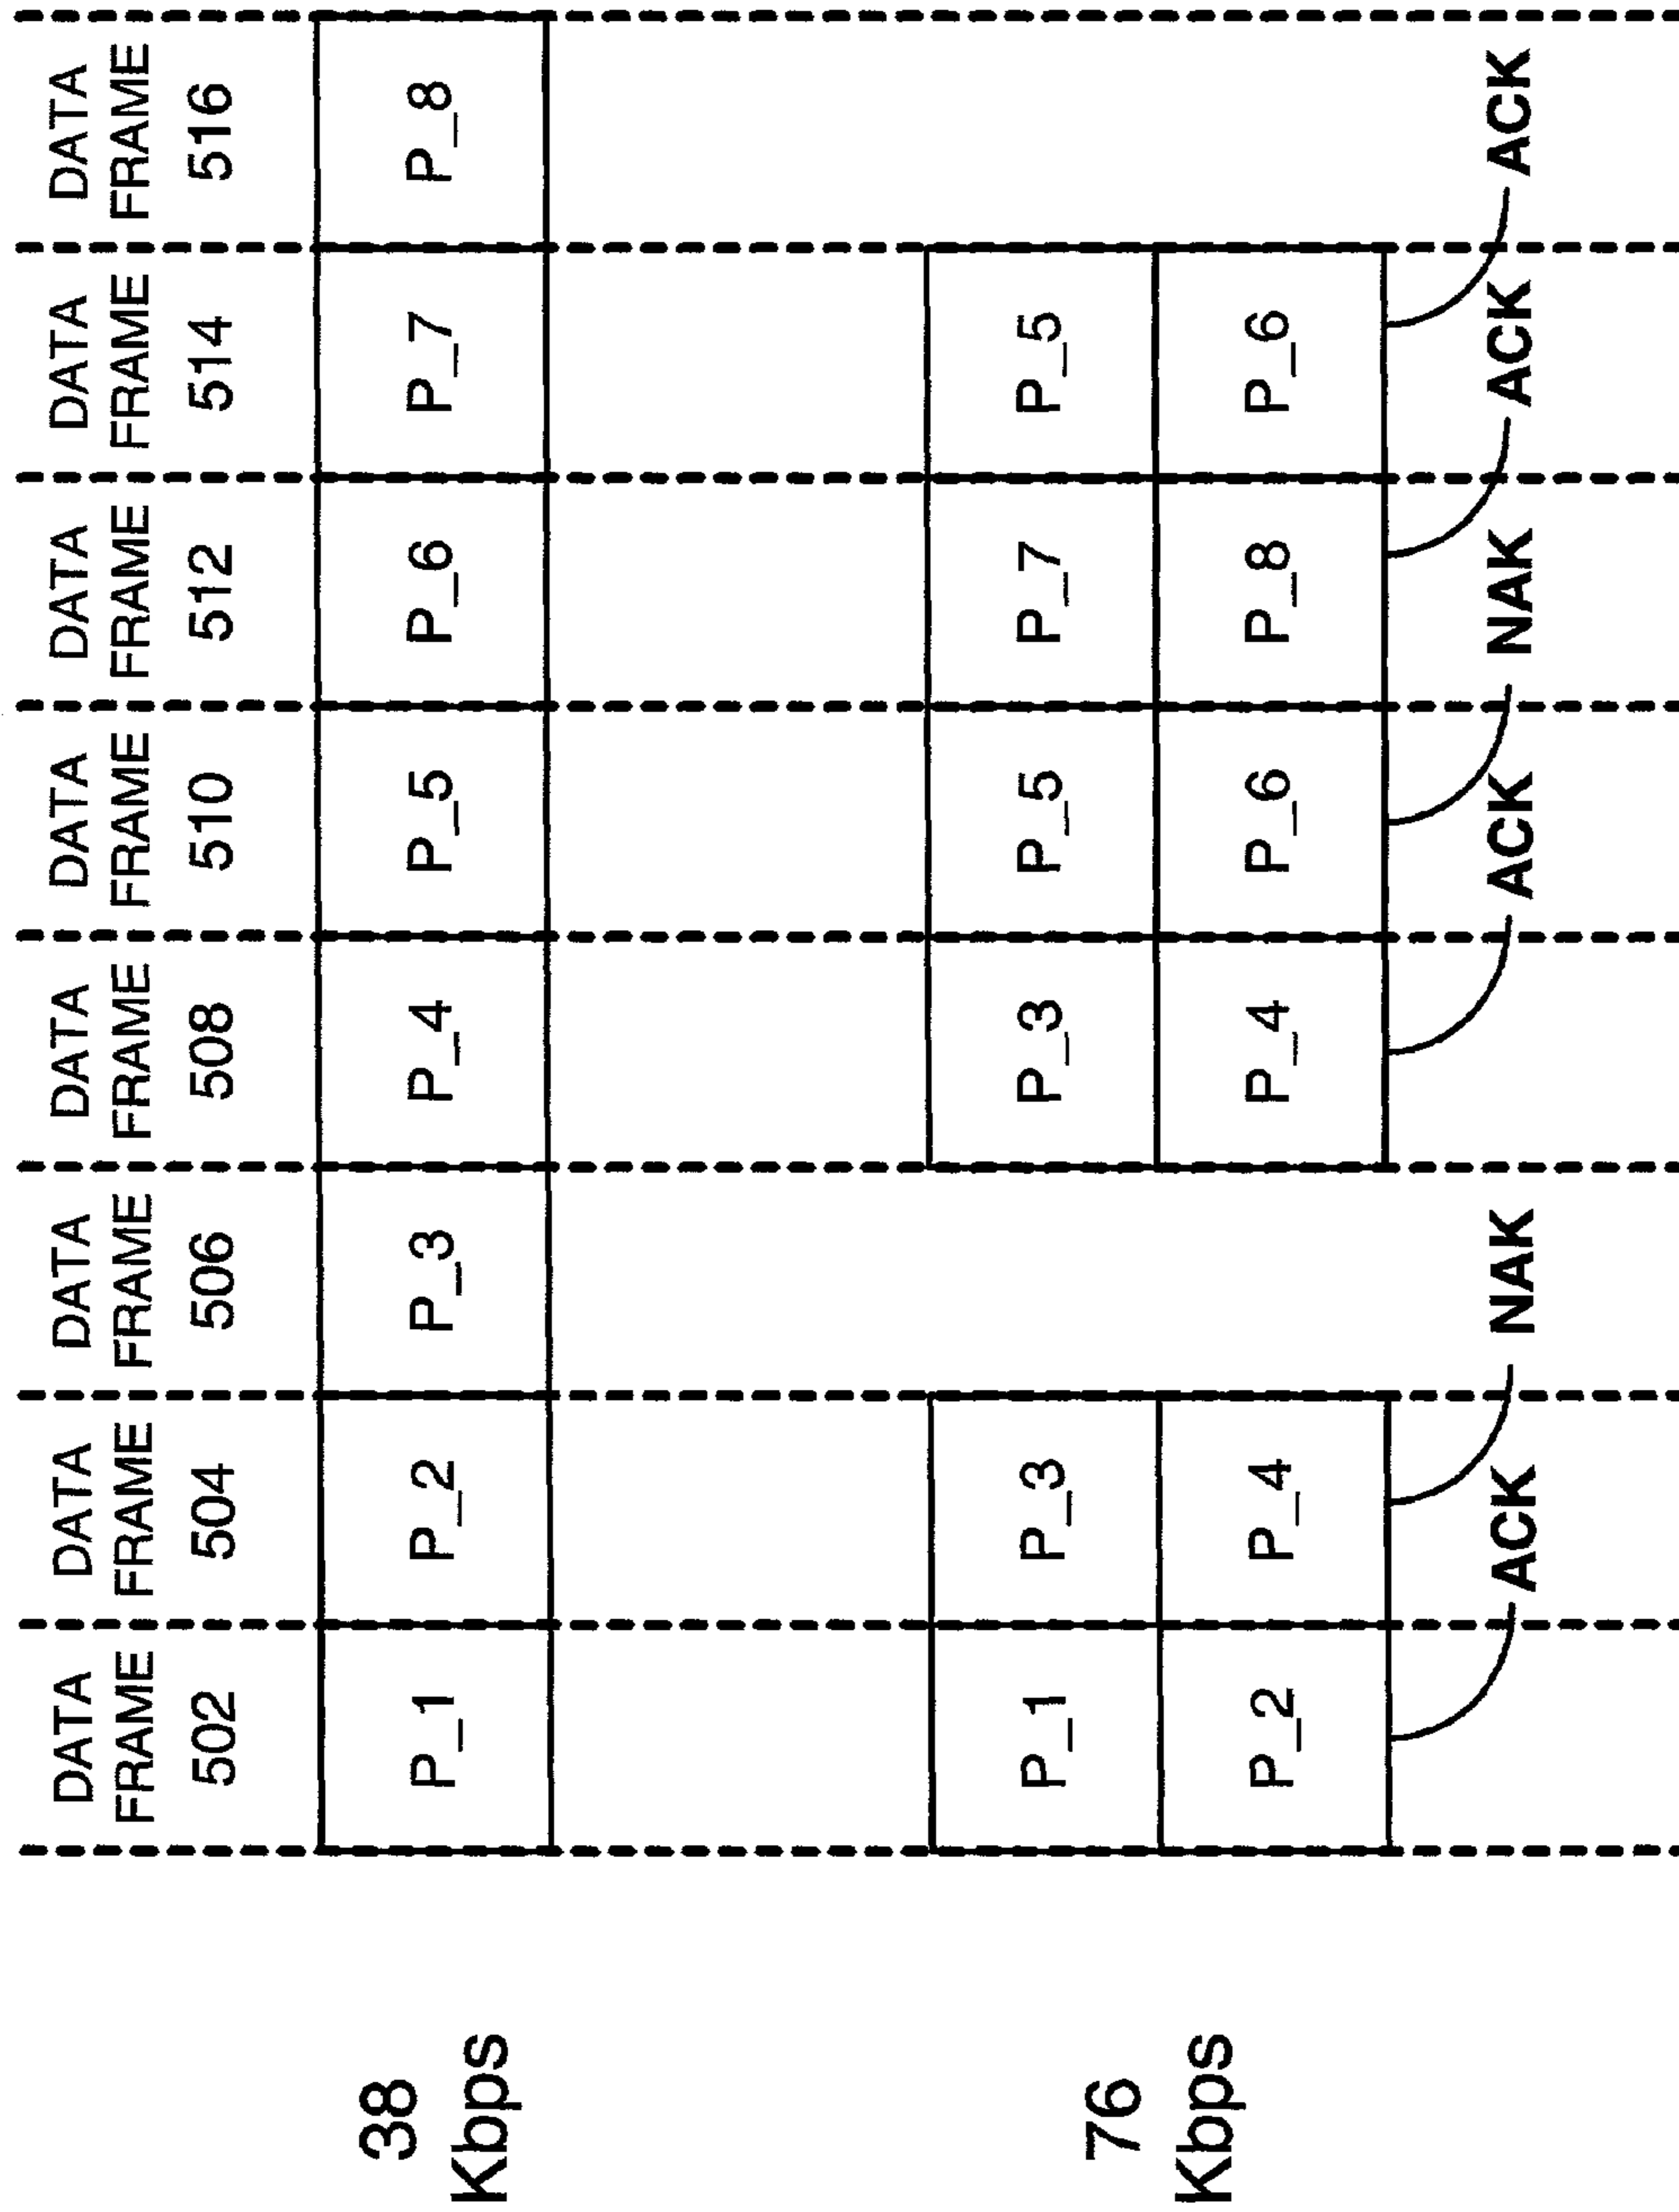 DATA FRAME 502
DATA FRAME 504
DATA FRAME 506
DATA FRAME 508
DATA FRAME 510
DATA FRAME 512
DATA FRAME 514
DATA FRAME 516
38 Kbps
P_1 P_2 P_3 P_4 P_5 P_6 P_7 P_8
76 Kbps
P_1 P_3 P_3 P_5 P_7 P_5
P_2 P_4 P_4 P_6 P_8 P_6
ACK NAK ACK NAK ACK ACK